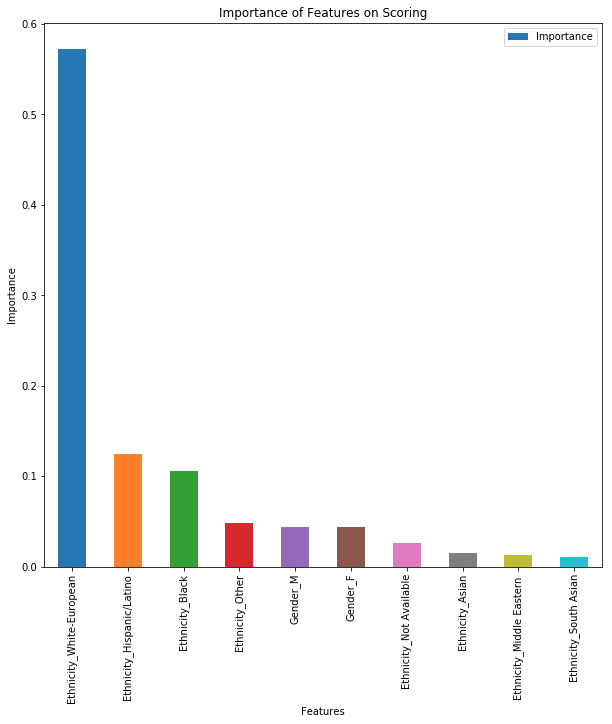 Importance of Features on Scoring
Importance
Importance
0.6
0.5
0.4
0.3
0.2
0.1
0.0
Ethnicity_White-European
Ethnicity_Hispanic/Latino
Ethnicity_Black
Ethnicity_Other
Gender_M
Gender_F
Ethnicity_Not Available
Ethnicity_Asian
Ethnicity_Middle Eastern
Ethnicity_South Asian
Features